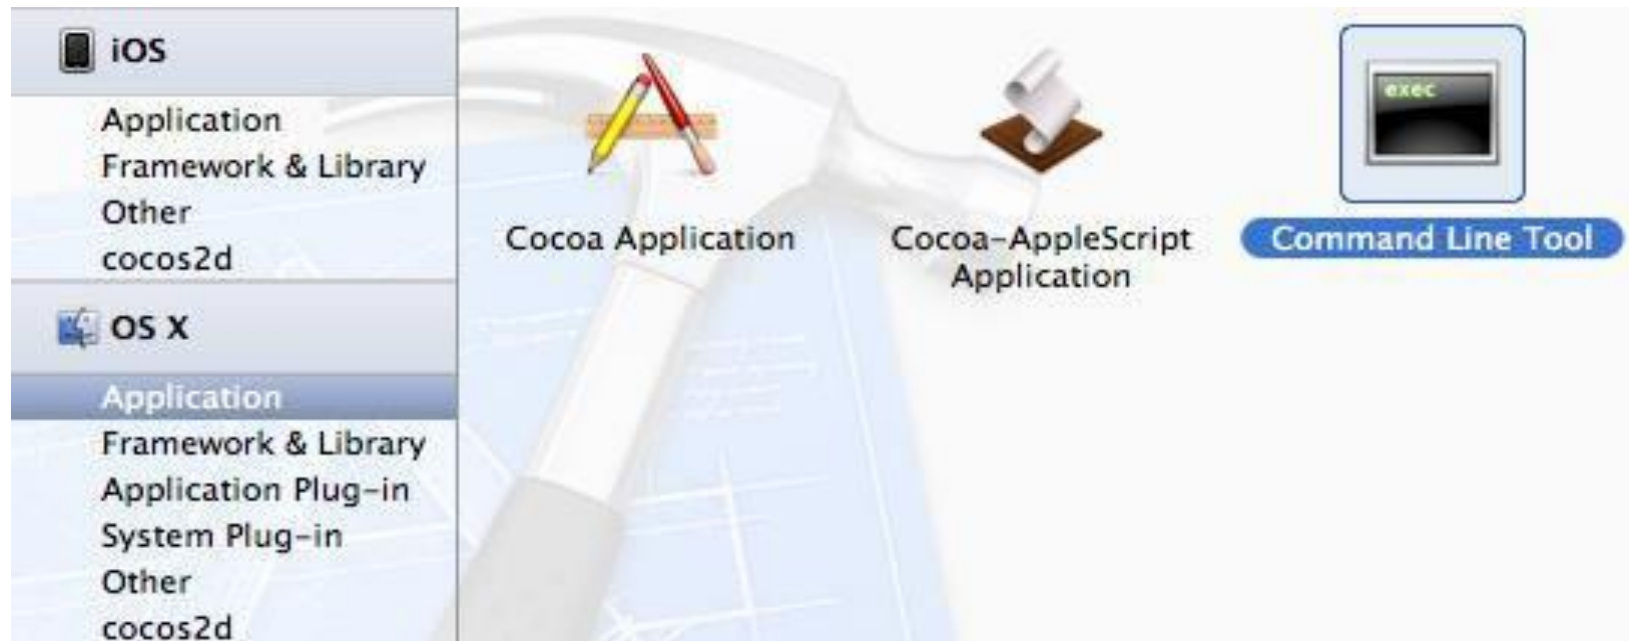 iOS
Application
Framework & Library
Other
cocos2d
OS X
Application
Framework & Library
Application Plug-in
System Plug-in
Other
cocos2d
Cocoa Application
Cocoa-AppleScript
Application
exec
Command Line Tool